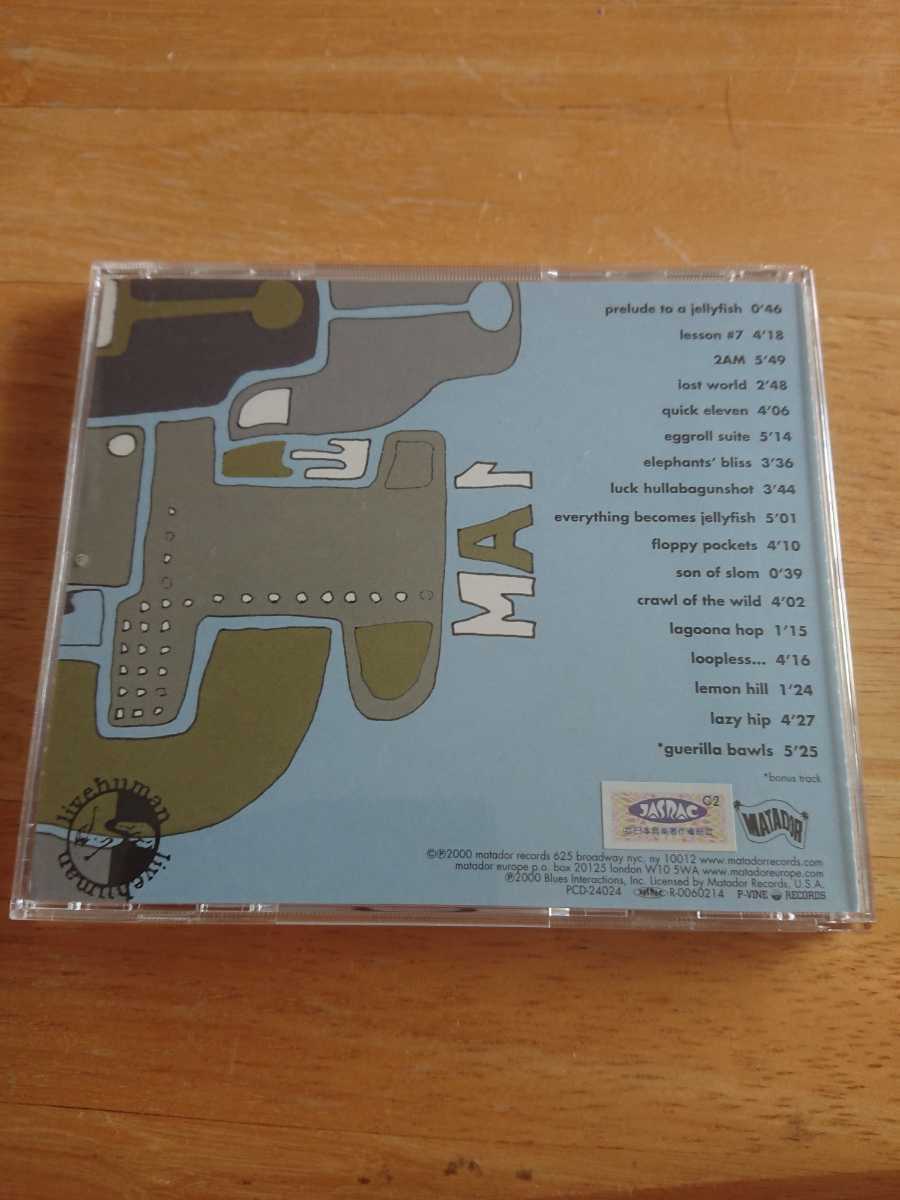 prelude to a jellyfish 0'46
lesson #7 4'18
2AM 5'49
lost world 2'48
quick eleven 4'06
eggroll suite 5'14
elephants' bliss 3'36
luck hullabagunshot 3'44
everything becomes jellyfish 5'01
floppy pockets 4'10
son of slom 0'39
crawl of the wild 4'02
lagoona hop 1'15
loopless... 4'16
lemon hill 1'24
lazy hip 4'27
*guerilla bawls 5'25
*bonus track
livehuman
livehuman
JASRAC
C2
MATADOR
©℗2000 matador records 625 broadway nyc, ny 10012 www.matadorrecords.com
matador europe p.o. box 20125 london W10 5WA www.matadoreurope.com
℗2000 Blues Interactions, Inc. Licensed by Matador Records, U.S.A.
PCD-24024 R-0060214 P-VINE RECORDS